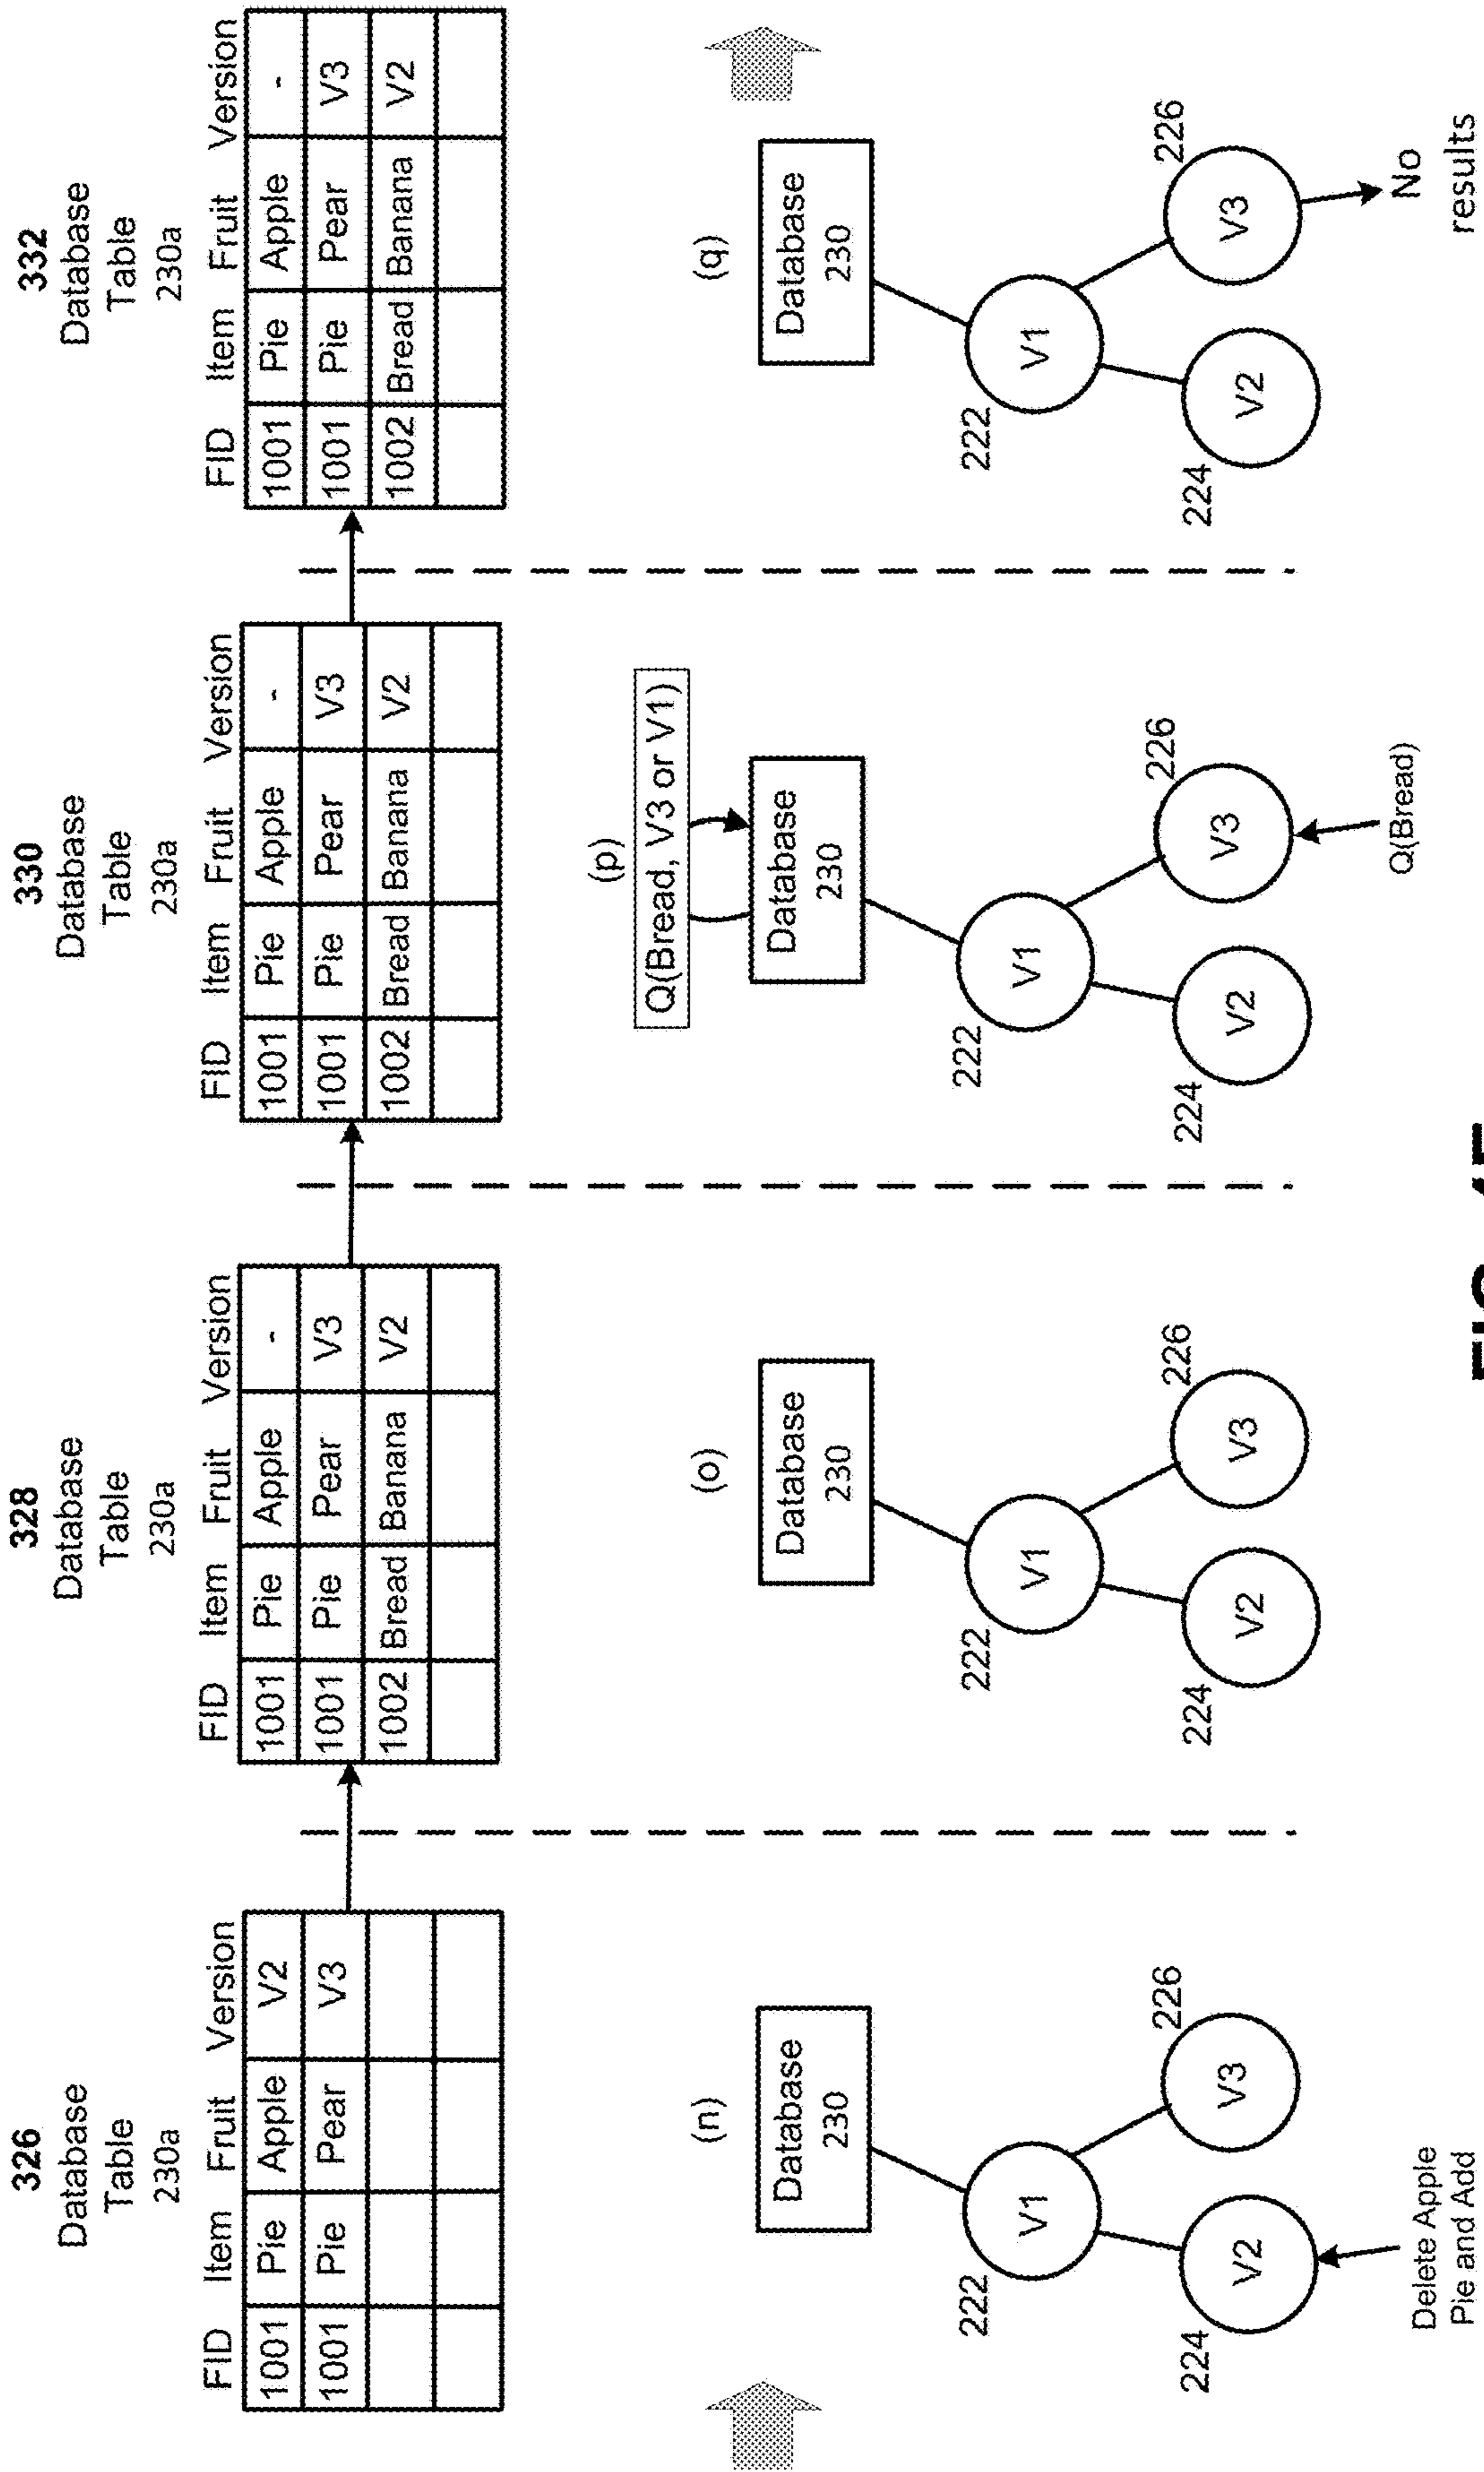 326
Database
Table
230a
FID Item Fruit Version
1001 Pie Apple V2
1001 Pie Pear V3
(n)
Database
230
V1
222
V2
224
V3
226
Delete Apple
Pie and Add
328
Database
Table
230a
FID Item Fruit Version
1001 Pie Apple -
1001 Pie Pear V3
1002 Bread Banana V2
(o)
Database
230
V1
222
V2
224
V3
226
330
Database
Table
230a
FID Item Fruit Version
1001 Pie Apple -
1001 Pie Pear V3
1002 Bread Banana V2
(p)
Q(Bread, V3 or V1)
Database
230
V1
222
V2
224
V3
226
Q(Bread)
332
Database
Table
230a
FID Item Fruit Version
1001 Pie Apple -
1001 Pie Pear V3
1002 Bread Banana V2
(q)
Database
230
V1
222
V2
224
V3
226
No
results